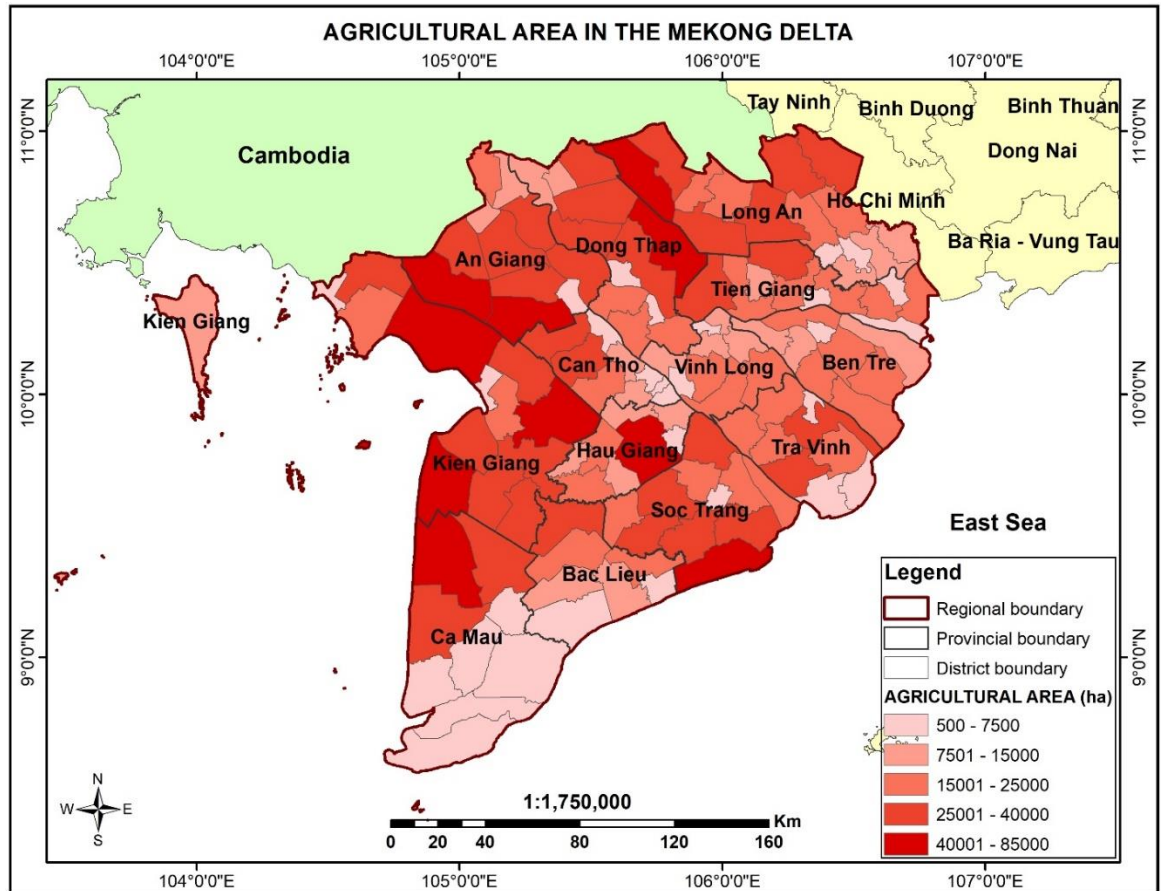 AGRICULTURAL AREA IN THE MEKONG DELTA
104°0'0"E 105°0'0"E 106°0'0"E 107°0'0"E
11°0'0"N 11°0'0"N
Tay Ninh
Binh Duong
Binh Thuan
Cambodia
Dong Nai
Ho Chi Minh
Long An
Ba Ria - Vung Tau
Dong Thap
An Giang
Tien Giang
Kien Giang
Can Tho
Vinh Long
Ben Tre
10°0'0"N 10°0'0"N
Kien Giang
Hau Giang
Tra Vinh
Soc Trang
East Sea
Bac Lieu
Ca Mau
9°0'0"N 9°0'0"N
Legend
Regional boundary
Provincial boundary
District boundary
AGRICULTURAL AREA (ha)
500 - 7500
7501 - 15000
15001 - 25000
25001 - 40000
40001 - 85000
N
W E
S
1:1,750,000
Km
0 20 40 80 120 160
104°0'0"E 105°0'0"E 106°0'0"E 107°0'0"E